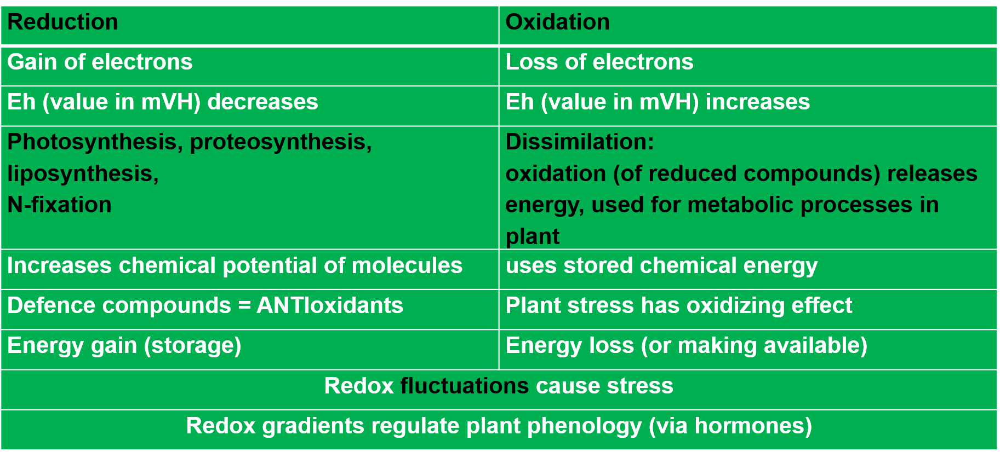 Reduction
Oxidation
Gain of electrons
Loss of electrons
Eh (value in mVH) decreases
Eh (value in mVH) increases
Photosynthesis, proteosynthesis,
liposynthesis,
N-fixation
Dissimilation:
oxidation (of reduced compounds) releases
energy, used for metabolic processes in
plant
Increases chemical potential of molecules
uses stored chemical energy
Defence compounds = ANTIoxidants
Plant stress has oxidizing effect
Energy gain (storage)
Energy loss (or making available)
Redox fluctuations cause stress
Redox gradients regulate plant phenology (via hormones)